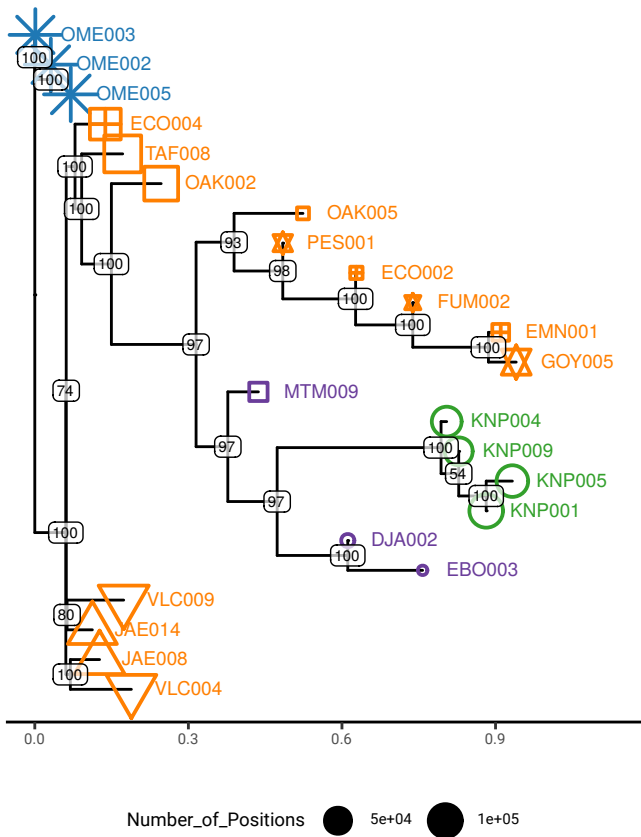 OME003
100
OME002
100
OME005
ECO004
TAF008
100
OAK002
100
OAK005
93
PES001
100
98
ECO002
100
FUM002
100
EMN001
97
100
GOY005
74
MTM009
KNP004
97
100
KNP009
54
KNP005
100
97
KNP001
100
DJA002
100
EBO003
VLC009
80
JAE014
JAE008
100
VLC004
0.0 0.3 0.6 0.9
Number_of_Positions 5e+04 1e+05